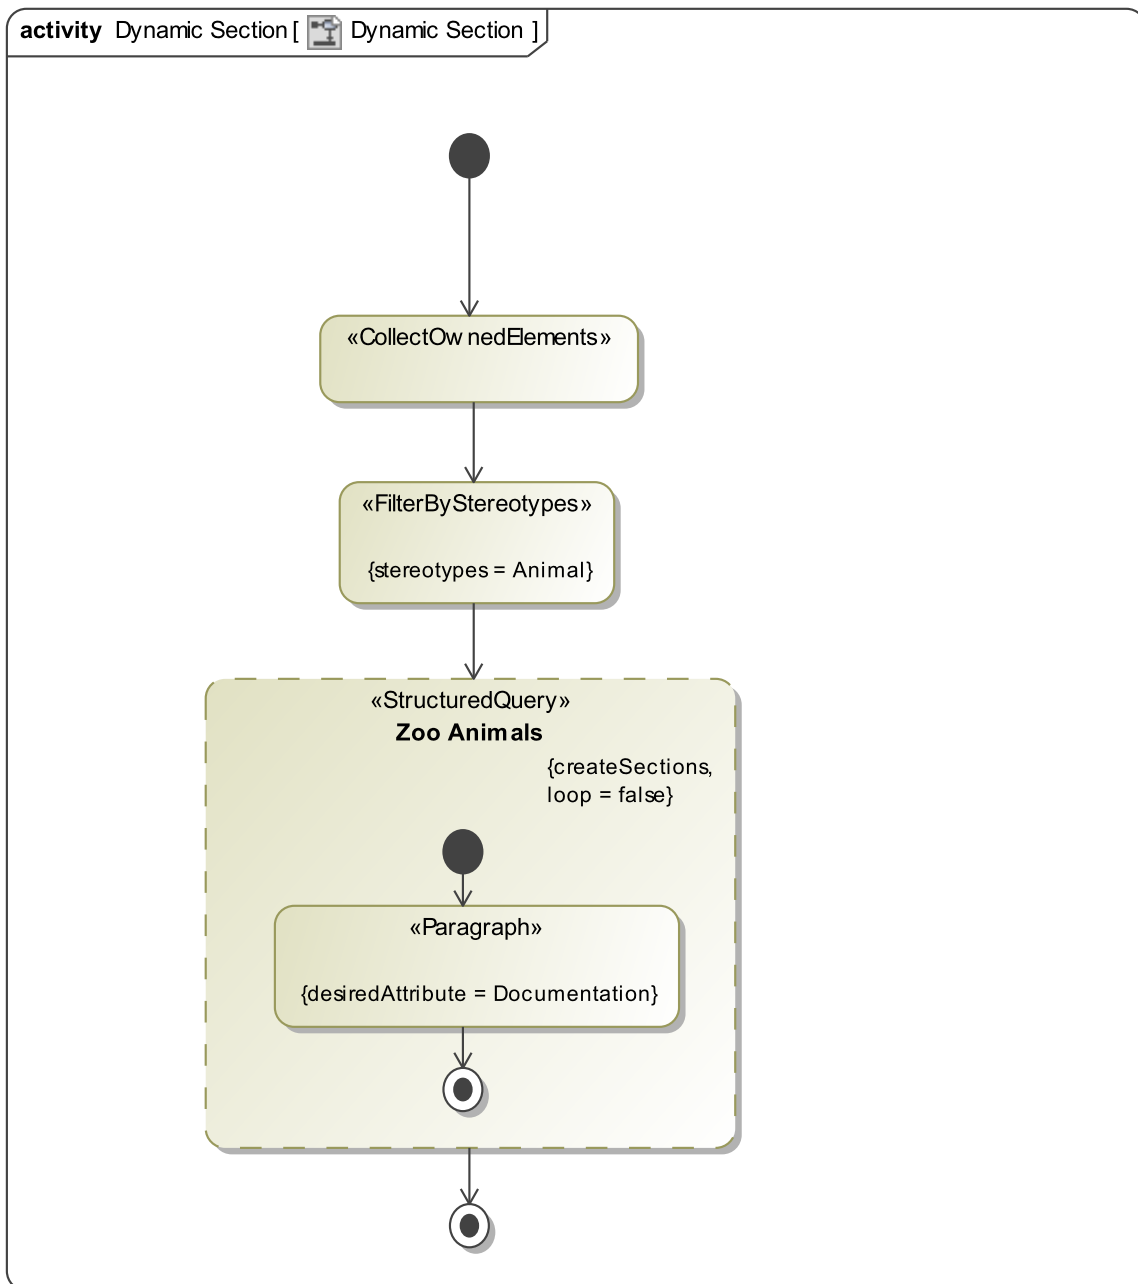 activity Dynamic Section [ Dynamic Section ]
«CollectOwnedElements»
«FilterByStereotypes»
{stereotypes = Animal}
«StructuredQuery»
Zoo Animals
{createSections,
loop = false}
«Paragraph»
{desiredAttribute = Documentation}